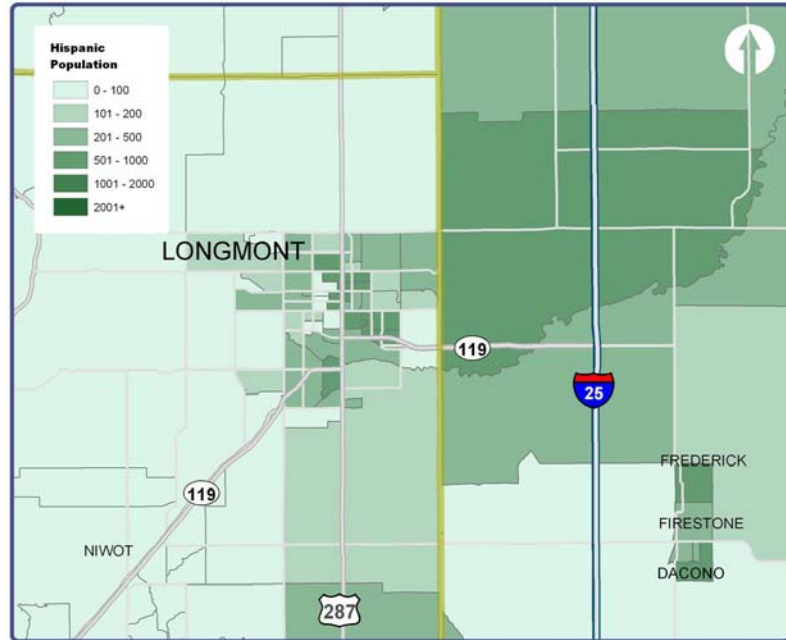 Hispanic
Population
0 - 100
101 - 200
201 - 500
501 - 1000
1001 - 2000
2001+
LONGMONT
119
25
119
FREDERICK
FIRESTONE
NIWOT
DACONO
287